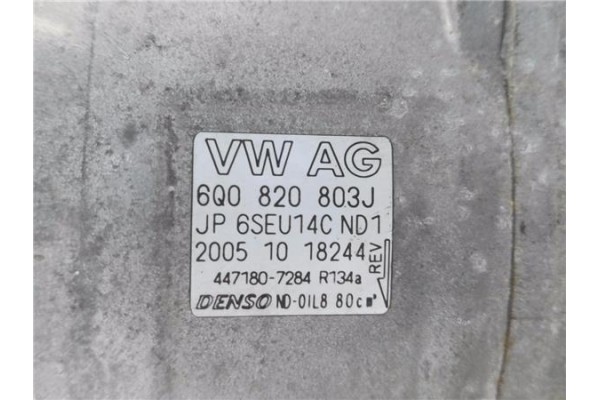 VW AG
6Q0 820 803J
JP 6SEU14C ND1
2005 10 18244 REV
447180-7284 R134a
DENSO ND-OIL8 80cm³